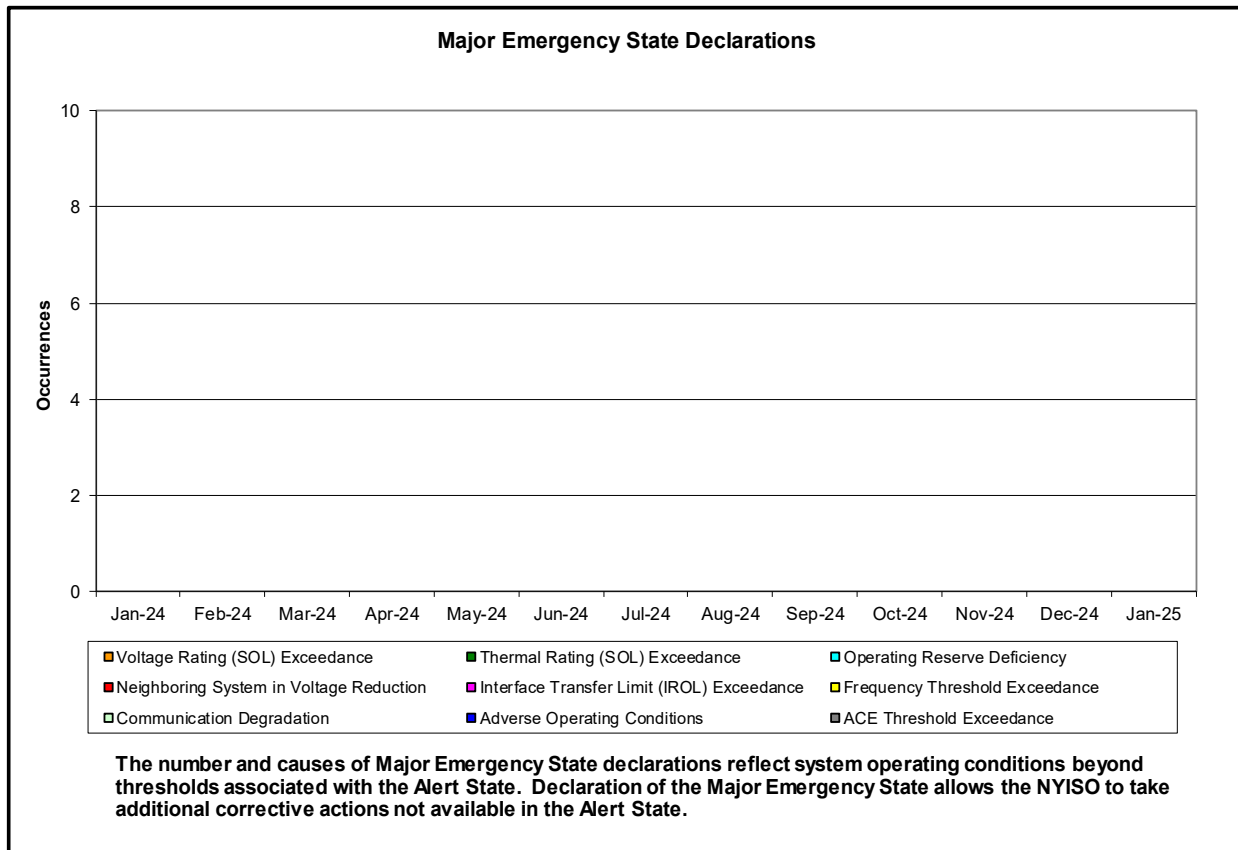 Major Emergency State Declarations
10
8
6
4
2
0
Occurrences
Jan-24 Feb-24 Mar-24 Apr-24 May-24 Jun-24 Jul-24 Aug-24 Sep-24 Oct-24 Nov-24 Dec-24 Jan-25
Voltage Rating (SOL) Exceedance Thermal Rating (SOL) Exceedance Operating Reserve Deficiency
Neighboring System in Voltage Reduction Interface Transfer Limit (IROL) Exceedance Frequency Threshold Exceedance
Communication Degradation Adverse Operating Conditions ACE Threshold Exceedance
The number and causes of Major Emergency State declarations reflect system operating conditions beyond
thresholds associated with the Alert State. Declaration of the Major Emergency State allows the NYISO to take
additional corrective actions not available in the Alert State.